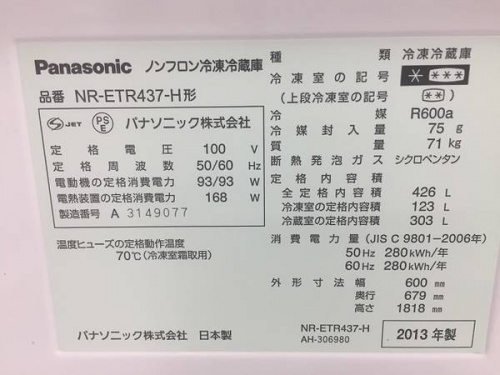 Panasonic ノンフロン冷凍冷蔵庫
品番 NR-ETR437-H形
JET PSE パナソニック株式会社
定格電圧 100 V
定格周波数 50/60 Hz
電動機の定格消費電力 93/93 W
電熱装置の定格消費電力 168 W
製造番号 A 3149077
温度ヒューズの定格動作温度
70℃(冷凍室霜取用)
パナソニック株式会社 日本製
種類 冷凍冷蔵庫
冷凍室の記号 * ***
(上段冷凍室の記号 **)
冷媒 R600a
冷媒封入量 75 g
質量 71 kg
断熱発泡ガス シクロペンタン
定格内容積
全定格内容積 426 L
冷凍室の定格内容積 123 L
冷蔵室の定格内容積 303 L
消費電力量(JIS C 9801-2006年)
50Hz 280kWh/年
60Hz 280kWh/年
外形寸法 幅 600 mm
奥行 679 mm
高さ 1818 mm
NR-ETR437-H
AH-306980
2013年製